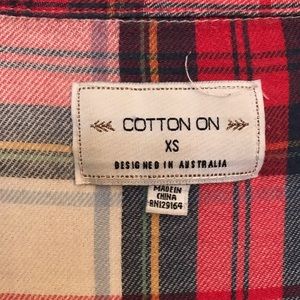 COTTON ON
XS
DESIGNED IN AUSTRALIA
MADE IN
CHINA
RN129164